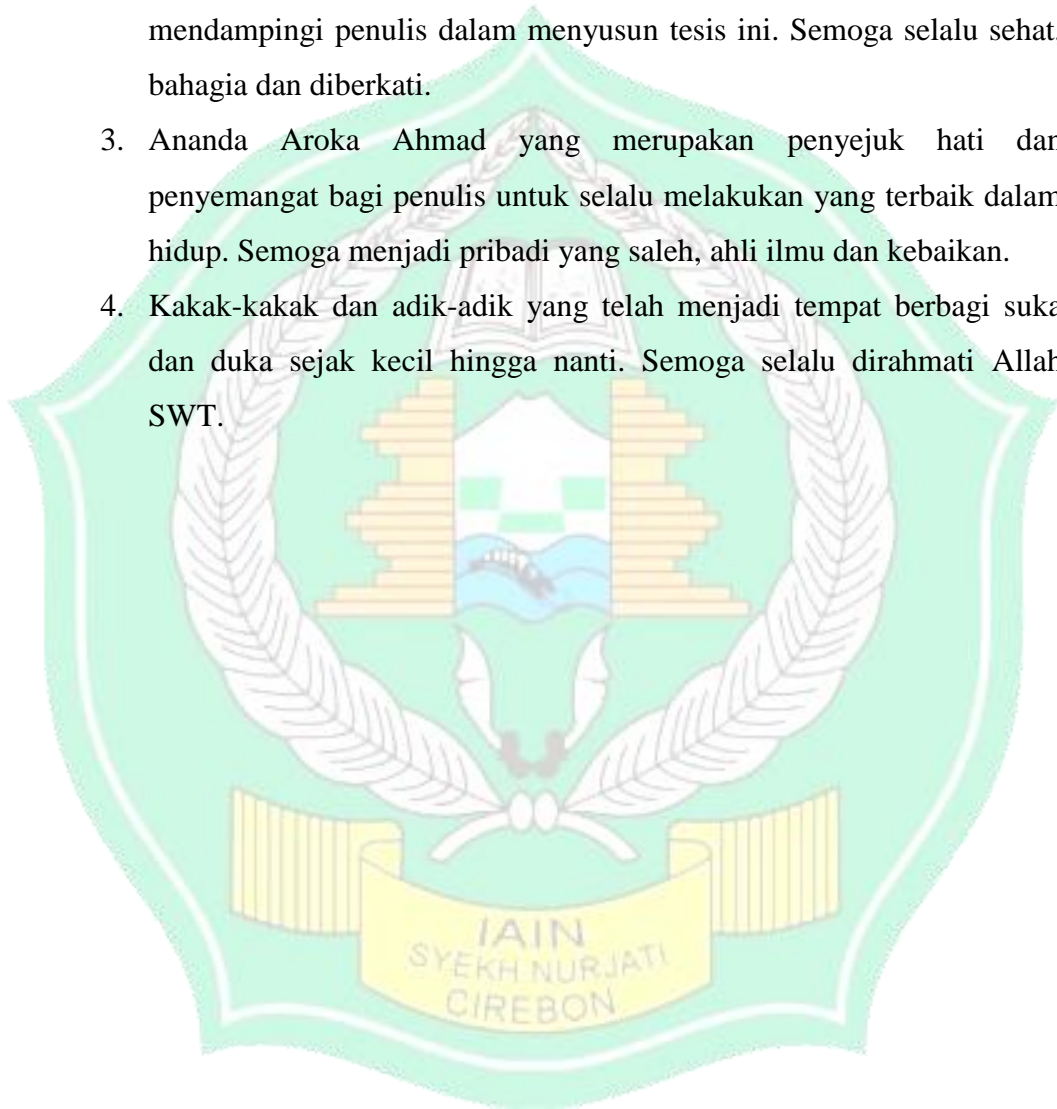 mendampingi penulis dalam menyusun tesis ini. Semoga selalu sehat,
bahagia dan diberkati.
3. Ananda Aroka Ahmad yang merupakan penyejuk hati dan
penyemangat bagi penulis untuk selalu melakukan yang terbaik dalam
hidup. Semoga menjadi pribadi yang saleh, ahli ilmu dan kebaikan.
4. Kakak-kakak dan adik-adik yang telah menjadi tempat berbagi suka
dan duka sejak kecil hingga nanti. Semoga selalu dirahmati Allah
SWT.
IAIN
SYEKH NURJATI
CIREBON